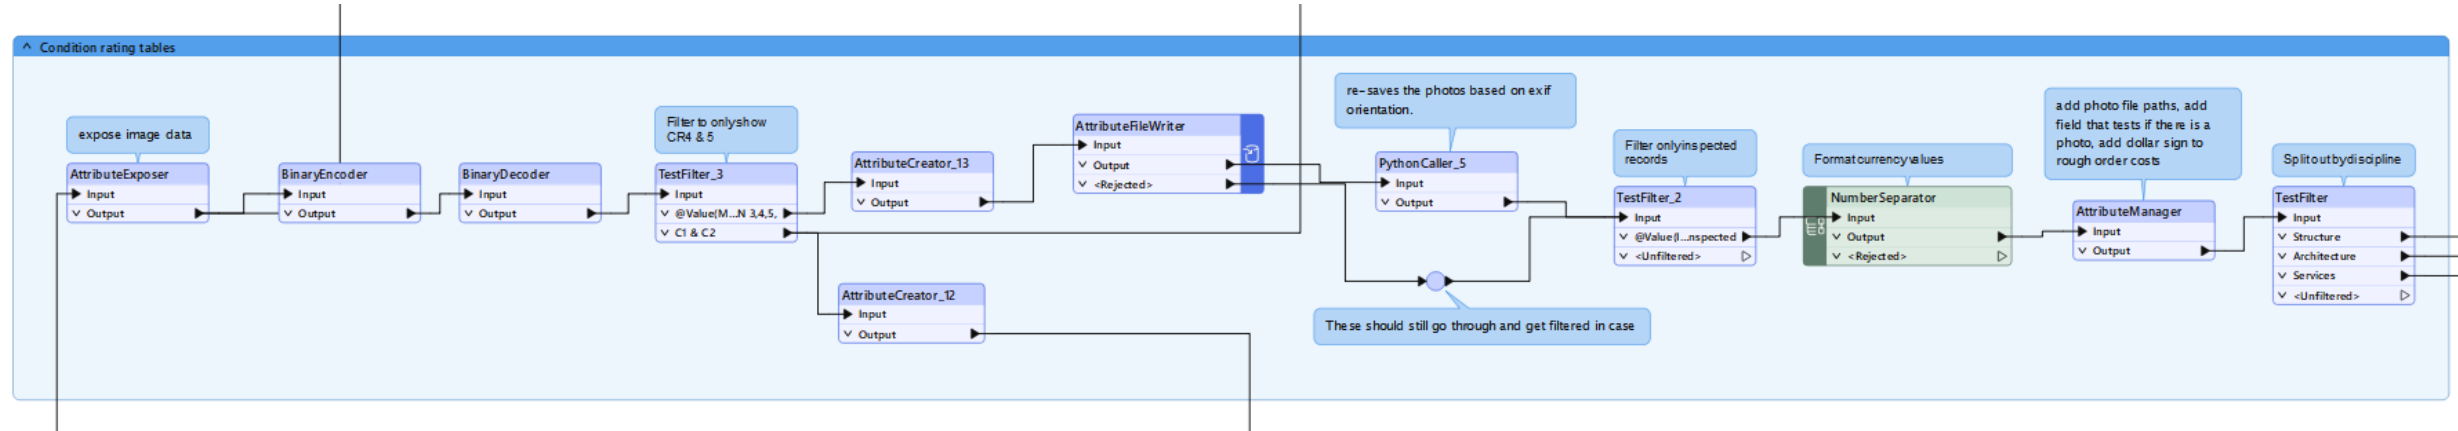 Condition rating tables
expose image data
AttributeExposer
Input
Output
BinaryEncoder
Input
Output
BinaryDecoder
Input
Output
Filter to only show
CR4 & 5
TestFilter_3
Input
@Value(M...N 3,4,5,
C1 & C2
AttributeCreator_13
Input
Output
AttributeCreator_12
Input
Output
AttributeFileWriter
Input
Output
<Rejected>
re-saves the photos based on exif
orientation.
PythonCaller_5
Input
Output
These should still go through and get filtered in case
Filter only inspected
records
TestFilter_2
Input
@Value(I...nspected
<Unfiltered>
Format currency values
NumberSeparator
Input
Output
<Rejected>
add photo file paths, add
field that tests if there is a
photo, add dollar sign to
rough order costs
AttributeManager
Input
Output
Split out by discipline
TestFilter
Input
Structure
Architecture
Services
<Unfiltered>